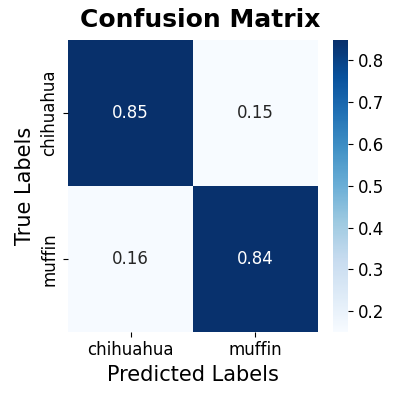 Confusion Matrix
True Labels
chihuahua
0.85 0.15
muffin
0.16 0.84
chihuahua muffin
Predicted Labels
0.8
0.7
0.6
0.5
0.4
0.3
0.2